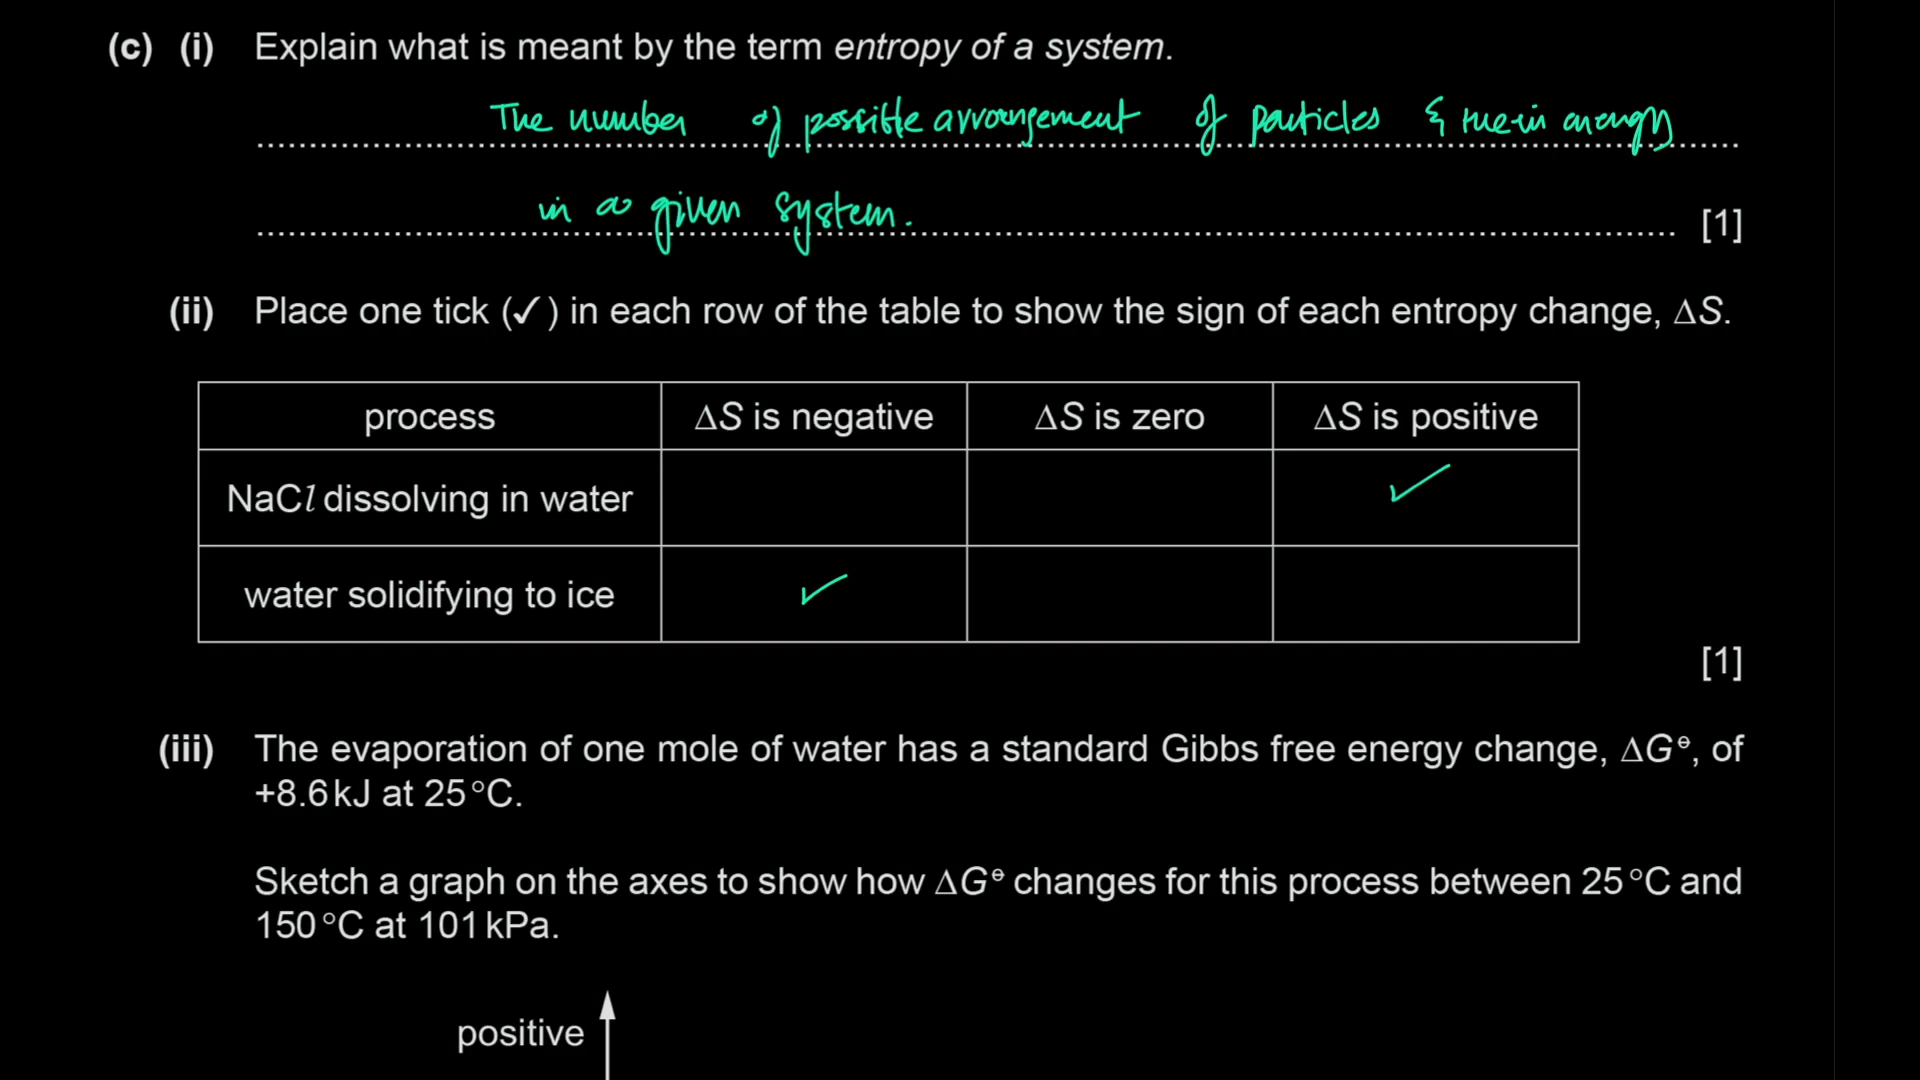 (c) (i) Explain what is meant by the term entropy of a system.
The number of possible arrangement of particles & their energy
in a given system.
[1]
(ii) Place one tick (✓) in each row of the table to show the sign of each entropy change, ΔS.
process ΔS is negative ΔS is zero ΔS is positive
NaCl dissolving in water ✓
water solidifying to ice ✓
[1]
(iii) The evaporation of one mole of water has a standard Gibbs free energy change, ΔG⦵, of
+8.6 kJ at 25 °C.
Sketch a graph on the axes to show how ΔG⦵ changes for this process between 25 °C and
150 °C at 101 kPa.
positive